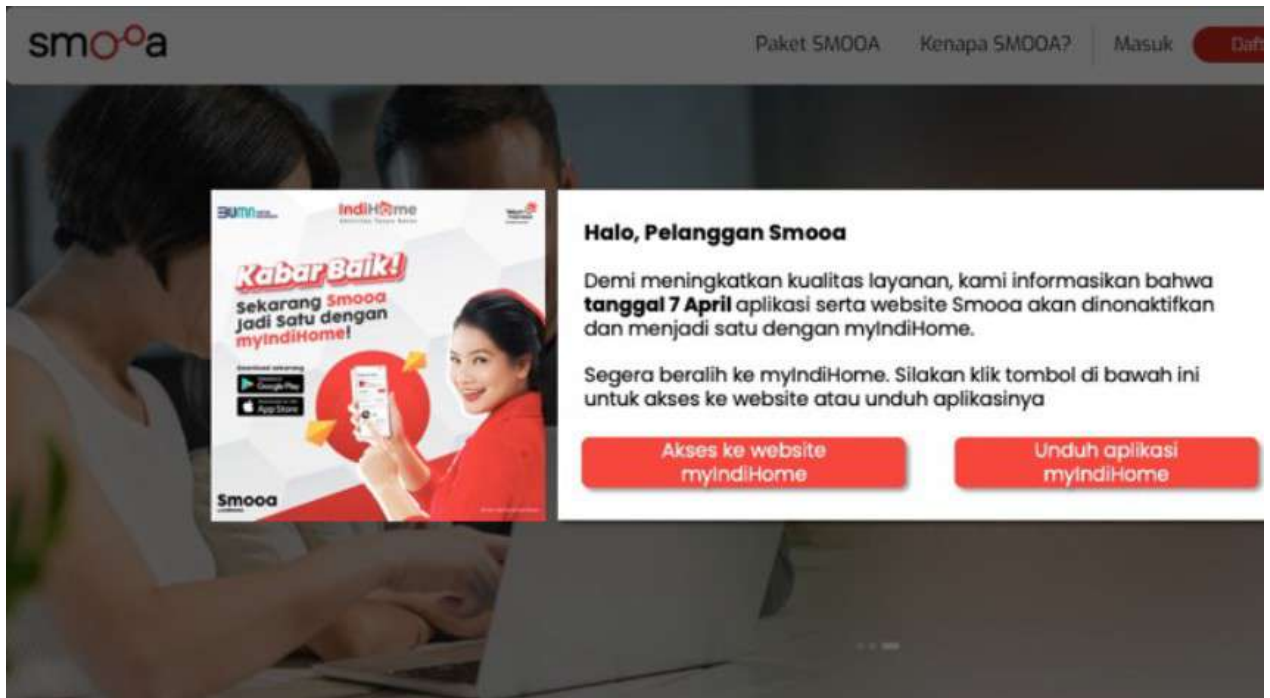 smooa
Paket SMOOA
Kenapa SMOOA?
Masuk
BUMN
IndiHome
Kabar Baik!
Sekarang Smooa
Jadi Satu dengan
myIndiHome!
Download sekarang
Google Play
App Store
Smooa
Halo, Pelanggan Smooa
Demi meningkatkan kualitas layanan, kami informasikan bahwa
tanggal 7 April aplikasi serta website Smooa akan dinonaktifkan
dan menjadi satu dengan myIndiHome.
Segera beralih ke myIndiHome. Silakan klik tombol di bawah ini
untuk akses ke website atau unduh aplikasinya
Akses ke website
myIndiHome
Unduh aplikasi
myIndiHome